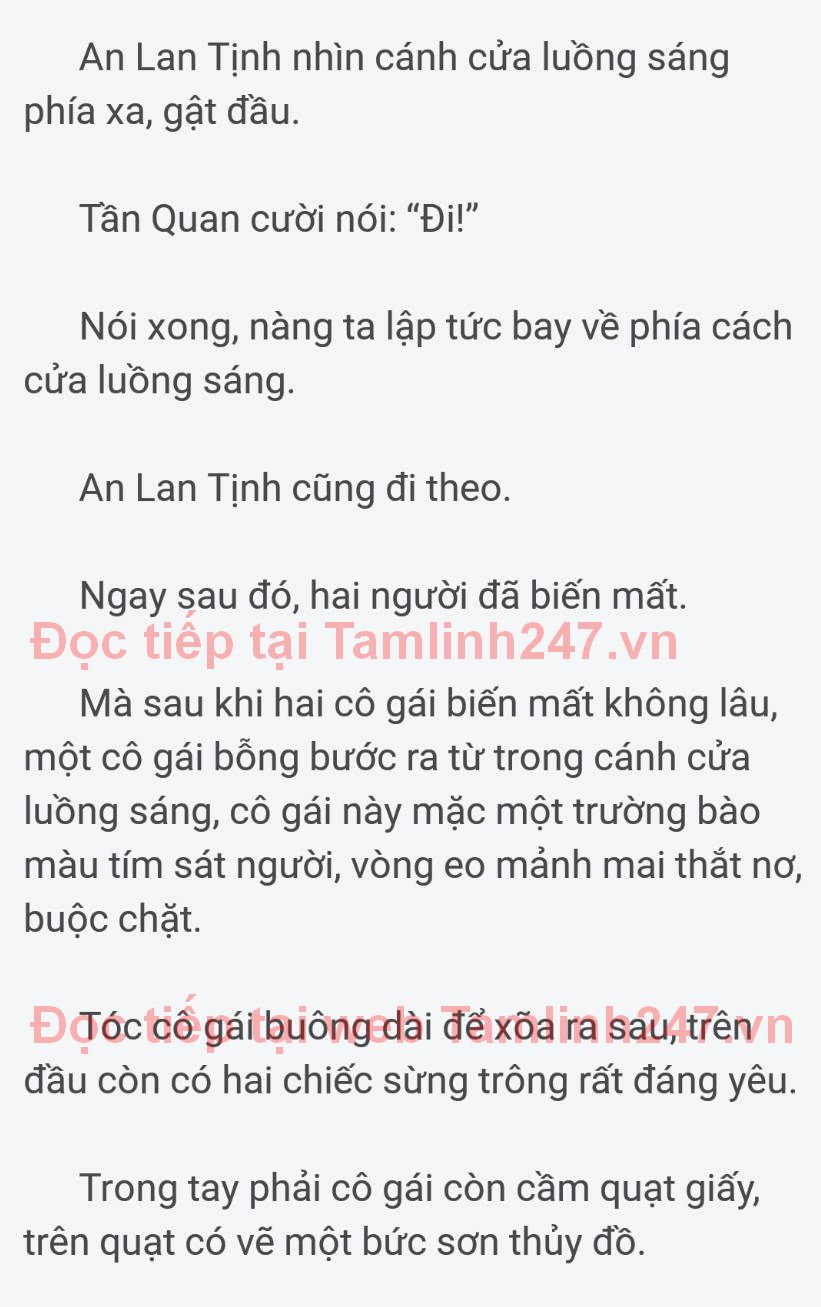 An Lan Tịnh nhìn cánh cửa luồng sáng
phía xa, gật đầu.
Tần Quan cười nói: “Đi!”
Nói xong, nàng ta lập tức bay về phía cách
cửa luồng sáng.
An Lan Tịnh cũng đi theo.
Ngay sau đó, hai người đã biến mất.
Đọc tiếp tại Tamlinh247.vn
Mà sau khi hai cô gái biến mất không lâu,
một cô gái bỗng bước ra từ trong cánh cửa
luồng sáng, cô gái này mặc một trường bào
màu tím sát người, vòng eo mảnh mai thắt nơ,
buộc chặt.
Đọc tiếp tại web Tamlinh247.vn
Tóc cô gái buông dài để xõa ra sau, trên
đầu còn có hai chiếc sừng trông rất đáng yêu.
Trong tay phải cô gái còn cầm quạt giấy,
trên quạt có vẽ một bức sơn thủy đồ.